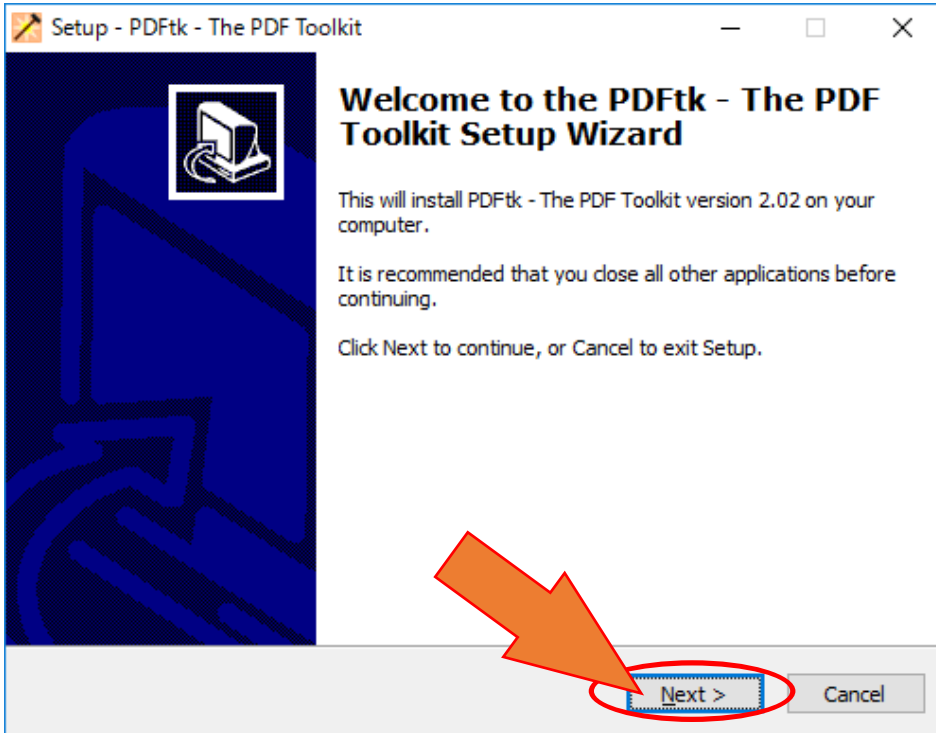 Setup - PDFtk - The PDF Toolkit
Welcome to the PDFtk - The PDF
Toolkit Setup Wizard
This will install PDFtk - The PDF Toolkit version 2.02 on your
computer.
It is recommended that you close all other applications before
continuing.
Click Next to continue, or Cancel to exit Setup.
Next >
Cancel